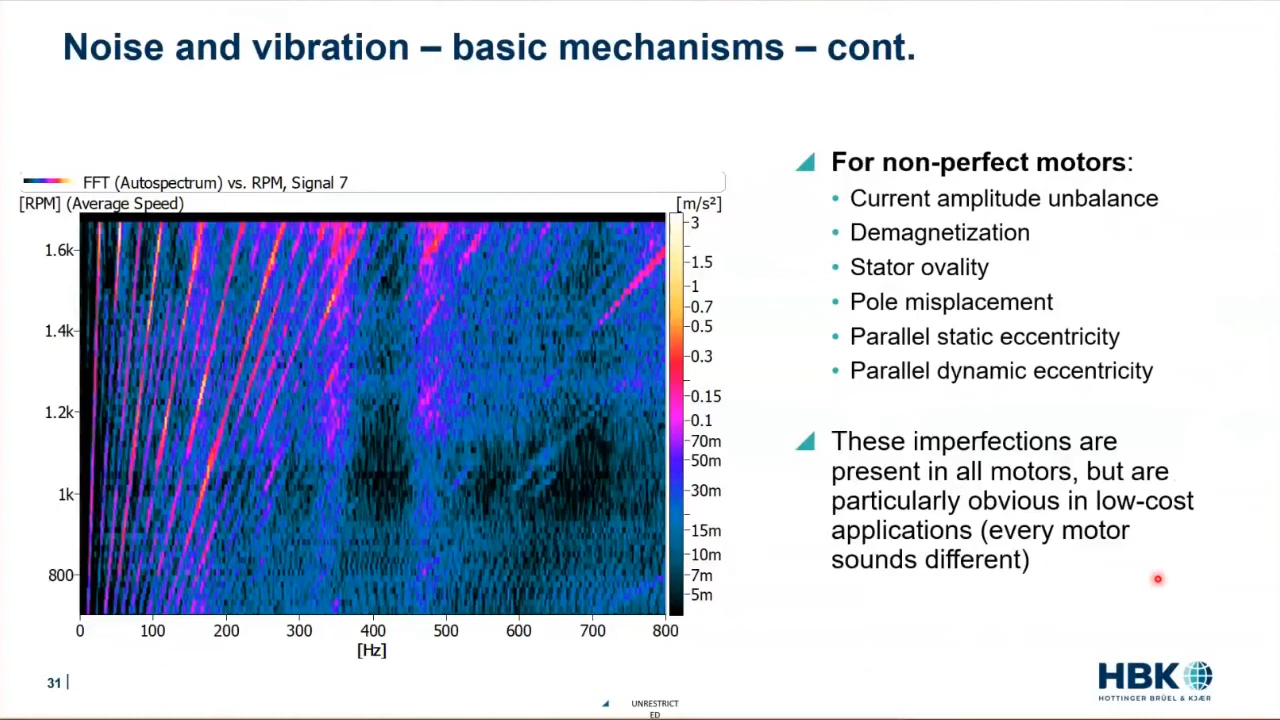 Noise and vibration – basic mechanisms – cont.
FFT (Autospectrum) vs. RPM, Signal 7
[RPM] (Average Speed)
[m/s²]
1.6k
1.4k
1.2k
1k
800
3
1.5
1
0.7
0.5
0.3
0.15
0.1
70m
50m
30m
15m
10m
7m
5m
0 100 200 300 400 500 600 700 800
[Hz]
For non-perfect motors:
• Current amplitude unbalance
• Demagnetization
• Stator ovality
• Pole misplacement
• Parallel static eccentricity
• Parallel dynamic eccentricity
These imperfections are
present in all motors, but are
particularly obvious in low-cost
applications (every motor
sounds different)
31 |
UNRESTRICT
ED
HBK
HOTTINGER BRÜEL & KJÆR